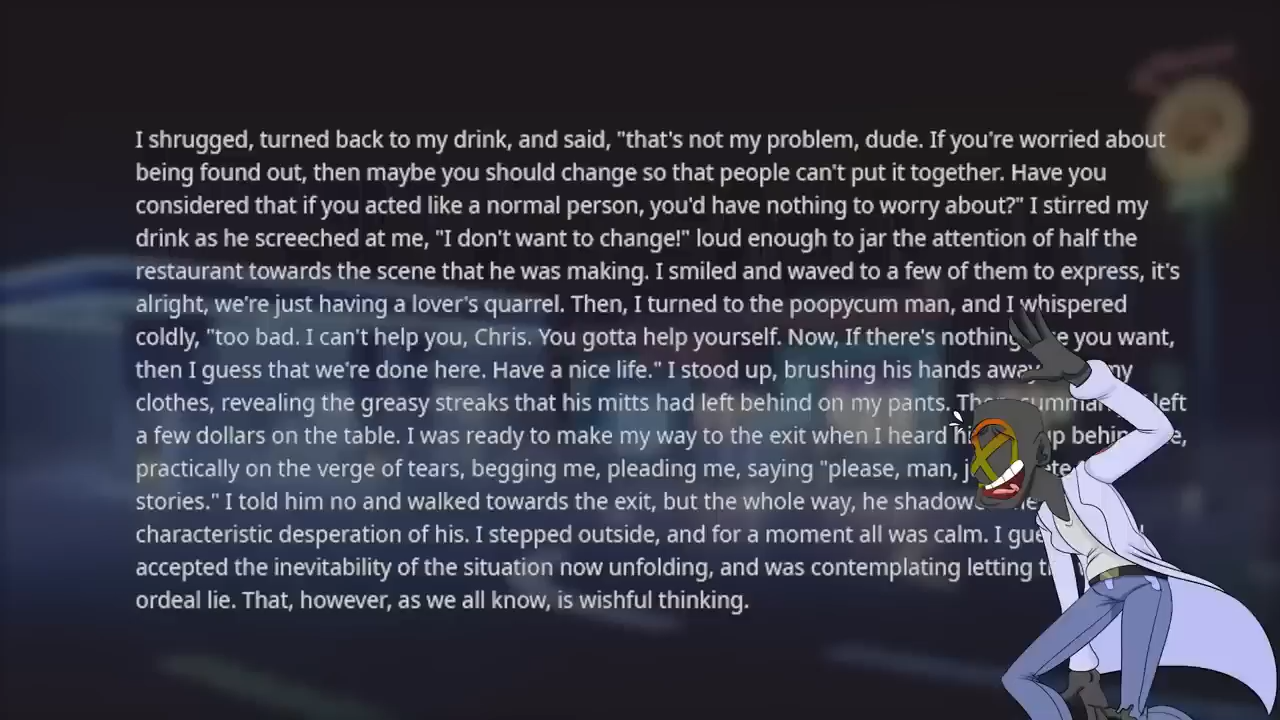 I shrugged, turned back to my drink, and said, "that's not my problem, dude. If you're worried about
being found out, then maybe you should change so that people can't put it together. Have you
considered that if you acted like a normal person, you'd have nothing to worry about?" I stirred my
drink as he screeched at me, "I don't want to change!" loud enough to jar the attention of half the
restaurant towards the scene that he was making. I smiled and waved to a few of them to express, it's
alright, we're just having a lover's quarrel. Then, I turned to the poopycum man, and I whispered
coldly, "too bad. I can't help you, Chris. You gotta help yourself. Now, If there's nothing you want,
then I guess that we're done here. Have a nice life." I stood up, brushing his hands away my
clothes, revealing the greasy streaks that his mitts had left behind on my pants. left
a few dollars on the table. I was ready to make my way to the exit when I heard up
practically on the verge of tears, begging me, pleading me, saying "please, man,
stories." I told him no and walked towards the exit, but the whole way, he
characteristic desperation of his. I stepped outside, and for a moment all was calm. I
accepted the inevitability of the situation now unfolding, and was contemplating letting
ordeal lie. That, however, as we all know, is wishful thinking.